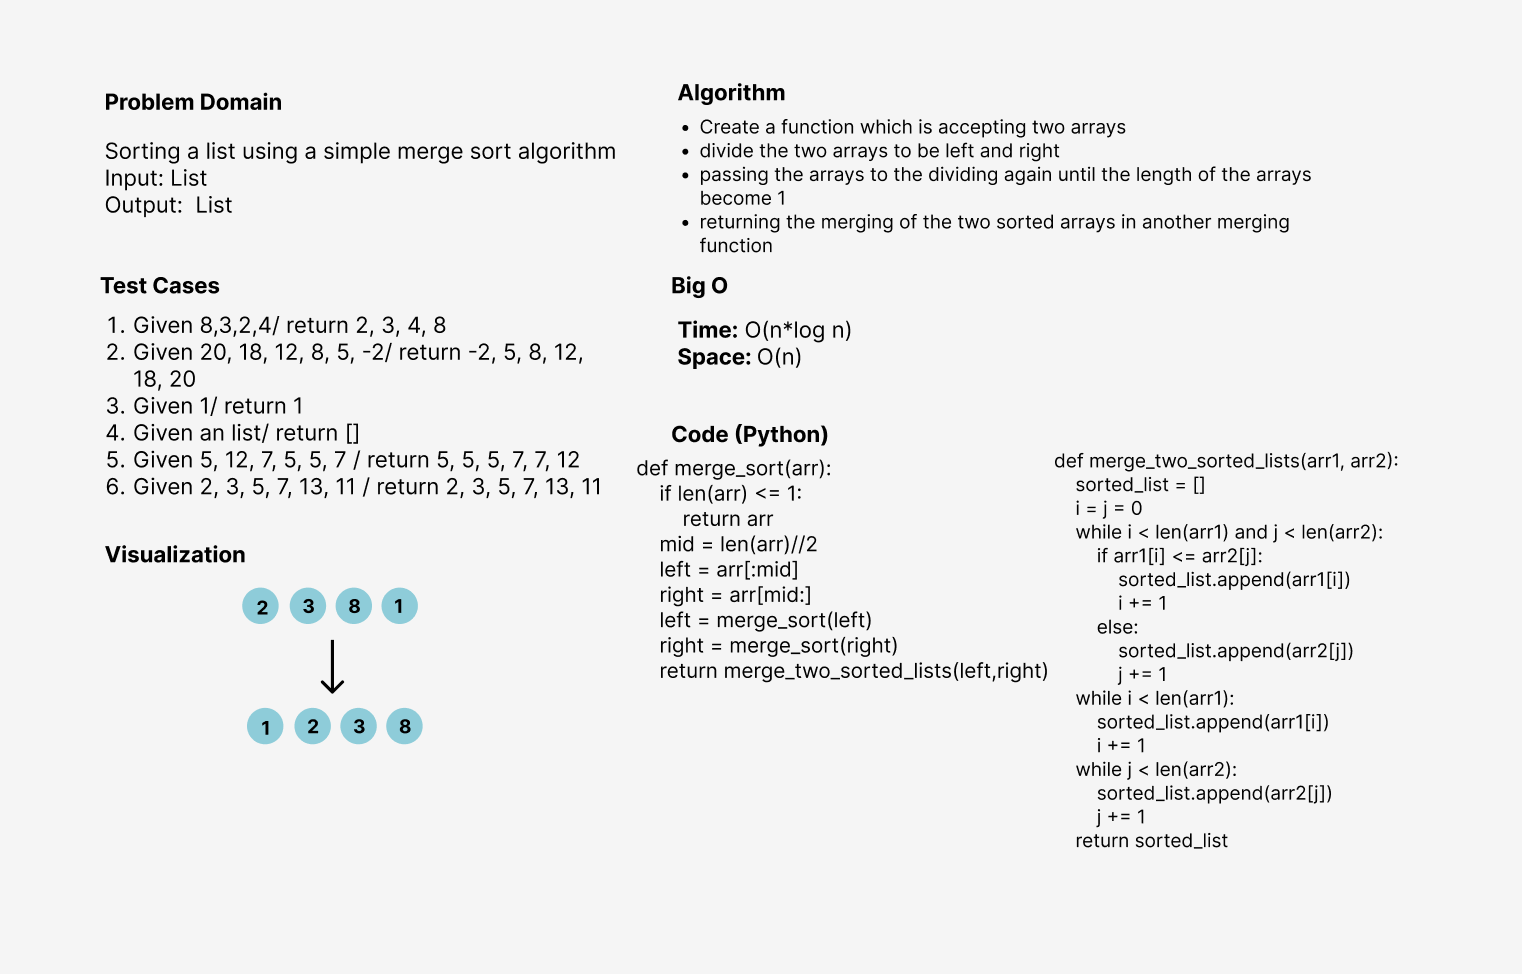 Problem Domain
Sorting a list using a simple merge sort algorithm
Input: List
Output:  List
Test Cases
1. Given 8,3,2,4/ return 2, 3, 4, 8
2. Given 20, 18, 12, 8, 5, -2/ return -2, 5, 8, 12,
18, 20
3. Given 1/ return 1
4. Given an list/ return []
5. Given 5, 12, 7, 5, 5, 7 / return 5, 5, 5, 7, 7, 12
6. Given 2, 3, 5, 7, 13, 11 / return 2, 3, 5, 7, 13, 11
Visualization
2 3 8 1
1 2 3 8
Algorithm
• Create a function which is accepting two arrays
• divide the two arrays to be left and right
• passing the arrays to the dividing again until the length of the arrays
become 1
• returning the merging of the two sorted arrays in another merging
function
Big O
Time: O(n*log n)
Space: O(n)
Code (Python)
def merge_sort(arr):
    if len(arr) <= 1:
        return arr
    mid = len(arr)//2
    left = arr[:mid]
    right = arr[mid:]
    left = merge_sort(left)
    right = merge_sort(right)
    return merge_two_sorted_lists(left,right)
def merge_two_sorted_lists(arr1, arr2):
    sorted_list = []
    i = j = 0
    while i < len(arr1) and j < len(arr2):
        if arr1[i] <= arr2[j]:
            sorted_list.append(arr1[i])
            i += 1
        else:
            sorted_list.append(arr2[j])
            j += 1
    while i < len(arr1):
        sorted_list.append(arr1[i])
        i += 1
    while j < len(arr2):
        sorted_list.append(arr2[j])
        j += 1
    return sorted_list